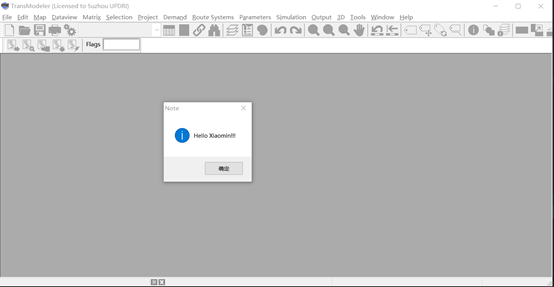 TransModeler (Licensed to Suzhou UPDRI)
File Edit Map Dataview Matrix Selection Project Demand Route Systems Parameters Simulation Output 3D Tools Window Help
Flags
Note
Hello Xiaomin!!!
确定